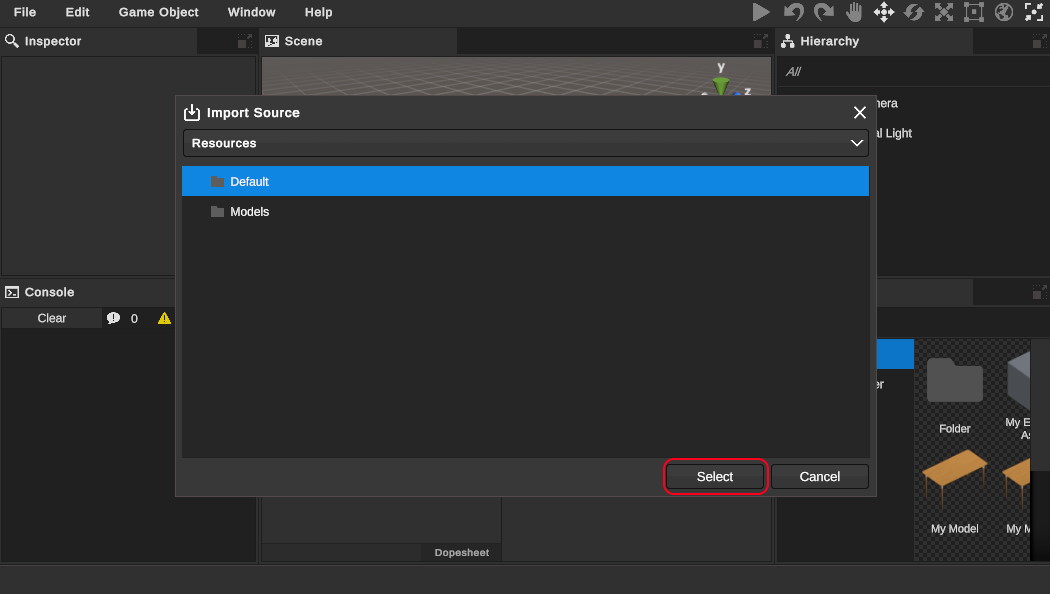 File Edit Game Object Window Help
Inspector
Scene
Hierarchy
All
y
z
nera
al Light
Import Source
Resources
Default
Models
Console
Clear
0
er
Folder
My E
As
Select
Cancel
My Model
My M
Dopesheet